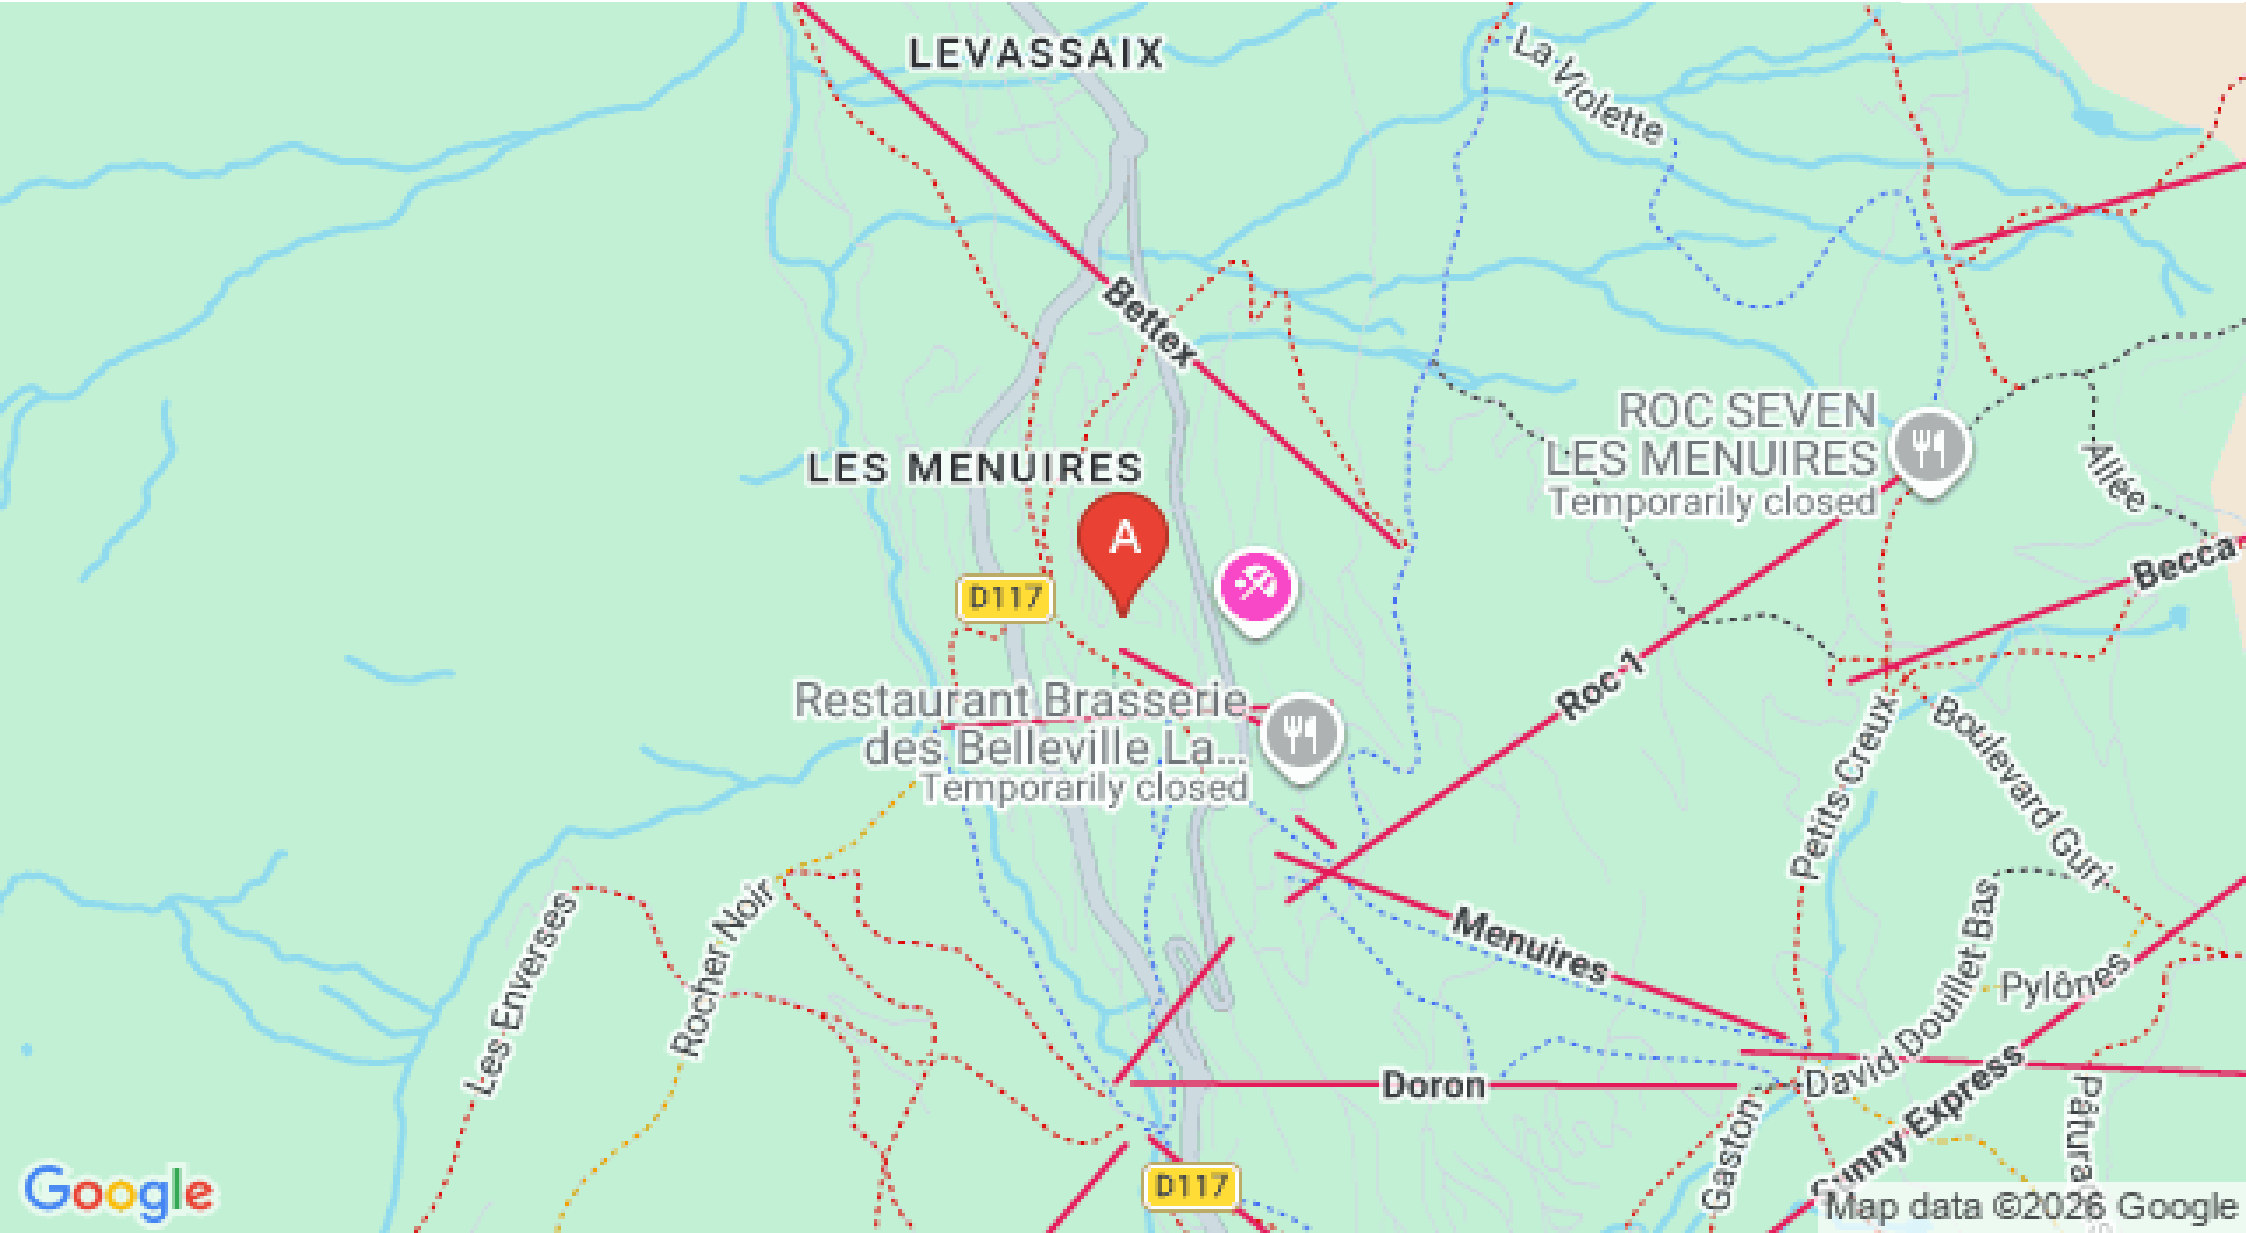 LEVASSAIX
La Violette
Bettex
ROC SEVEN
LES MENUIRES
Temporarily closed
Allée
LES MENUIRES
A
Becca
D117
Roc 1
Restaurant Brasserie
des Belleville La...
Temporarily closed
Petits Creux
Boulevard Guri
Les Enverses
Rocher Noir
Menuires
David Douillet Bas
Pylônes
Doron
Sunny Express
Gaston
D117
Google
Map data ©2026 Google